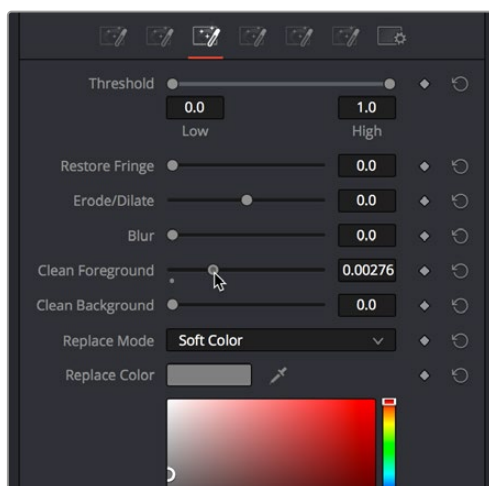 Threshold
0.0 1.0
Low High
Restore Fringe 0.0
Erode/Dilate 0.0
Blur 0.0
Clean Foreground 0.00276
Clean Background 0.0
Replace Mode Soft Color
Replace Color